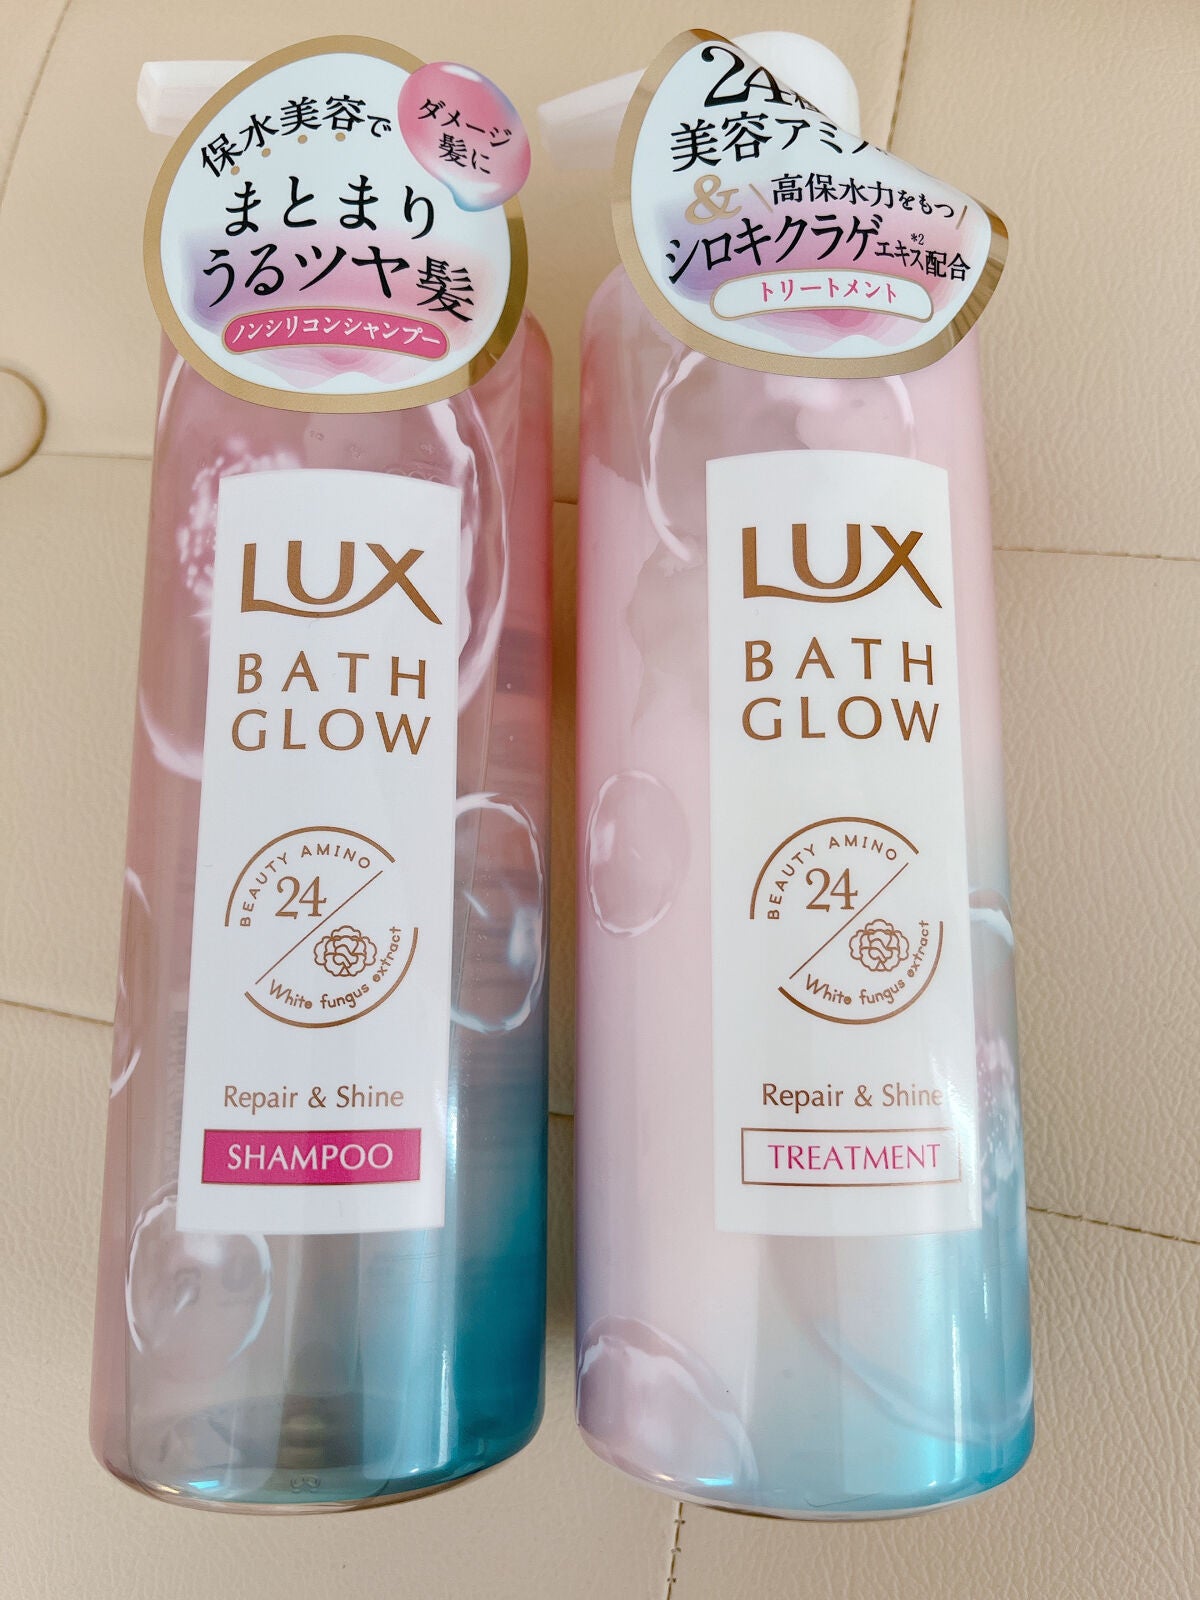 保水美容で
ダメージ
髪に
まとまり
うるツヤ髪
ノンシリコンシャンプー
LUX
BATH
GLOW
BEAUTY AMINO
24
White fungus extract
Repair & Shine
SHAMPOO
24種
美容アミノ
&
高保水力をもつ
シロキクラゲエキス*2配合
トリートメント
LUX
BATH
GLOW
BEAUTY AMINO
24
White fungus extract
Repair & Shine
TREATMENT